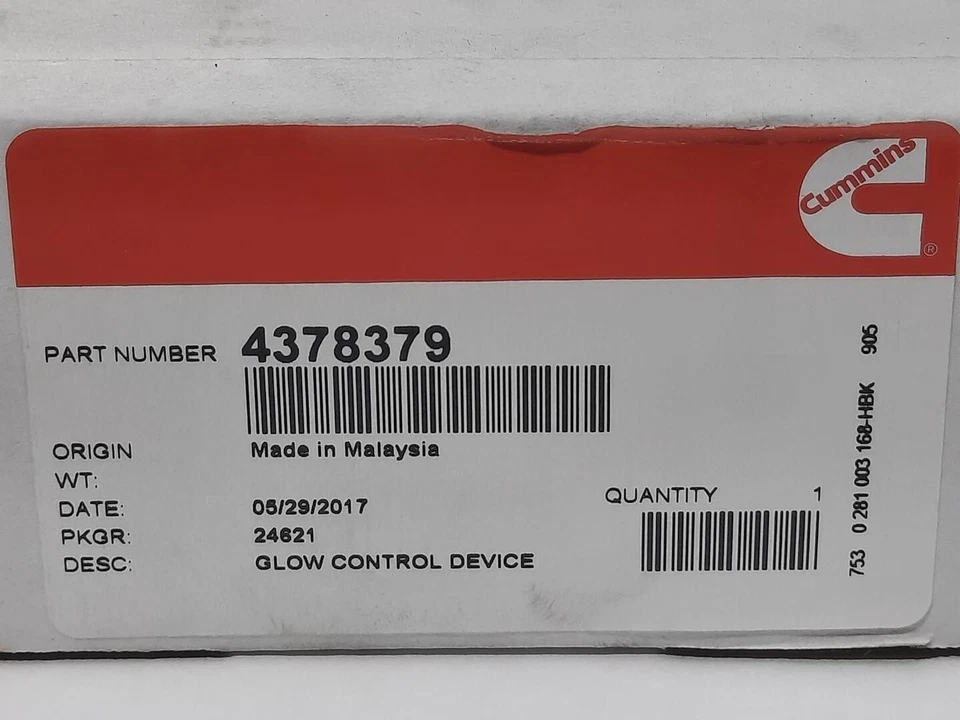 Cummins
®
PART NUMBER 4378379
ORIGIN Made in Malaysia
WT:
DATE: 05/29/2017
PKGR: 24621
DESC: GLOW CONTROL DEVICE
QUANTITY 1
753 0 281 003 168-HBK 905